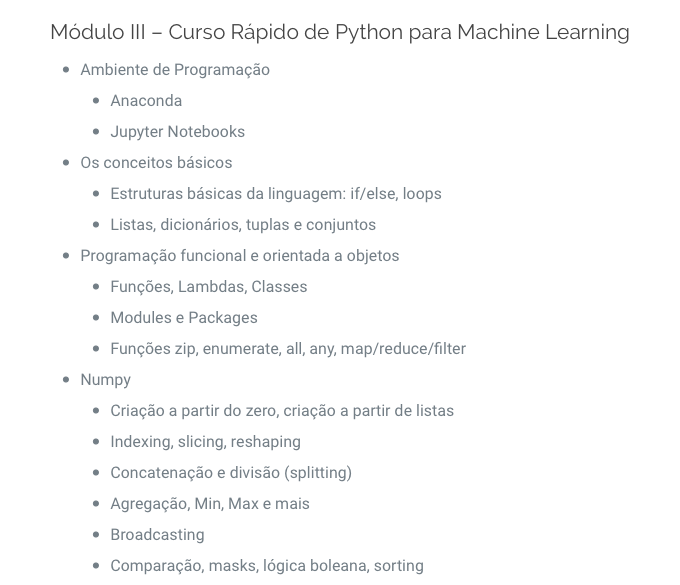 Módulo III – Curso Rápido de Python para Machine Learning
Ambiente de Programação
Anaconda
Jupyter Notebooks
Os conceitos básicos
Estruturas básicas da linguagem: if/else, loops
Listas, dicionários, tuplas e conjuntos
Programação funcional e orientada a objetos
Funções, Lambdas, Classes
Modules e Packages
Funções zip, enumerate, all, any, map/reduce/filter
Numpy
Criação a partir do zero, criação a partir de listas
Indexing, slicing, reshaping
Concatenação e divisão (splitting)
Agregação, Min, Max e mais
Broadcasting
Comparação, masks, lógica boleana, sorting